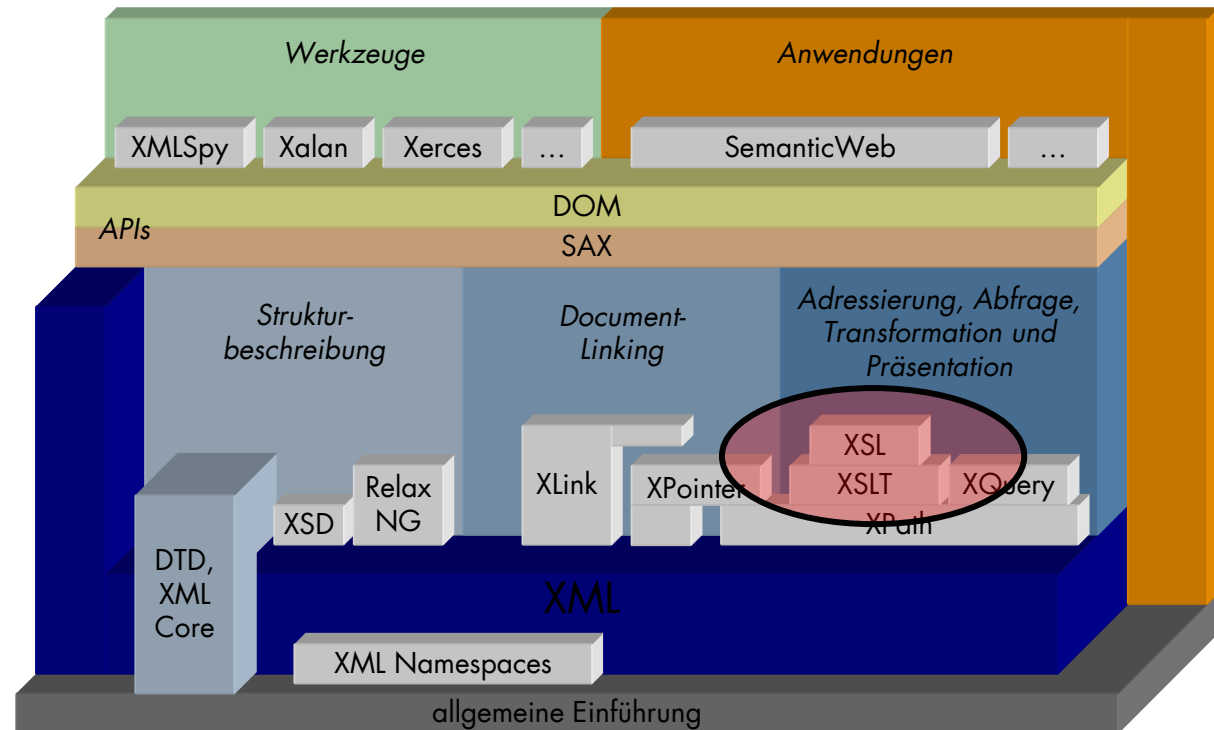 Werkzeuge
Anwendungen
XMLSpy
Xalan
Xerces
...
SemanticWeb
...
DOM
APIs
SAX
Struktur-
beschreibung
Document-
Linking
Adressierung, Abfrage,
Transformation und
Präsentation
XSL
XLink
XPointer
XSLT
XQuery
Relax
NG
XSD
XPath
DTD,
XML
Core
XML
XML Namespaces
allgemeine Einführung